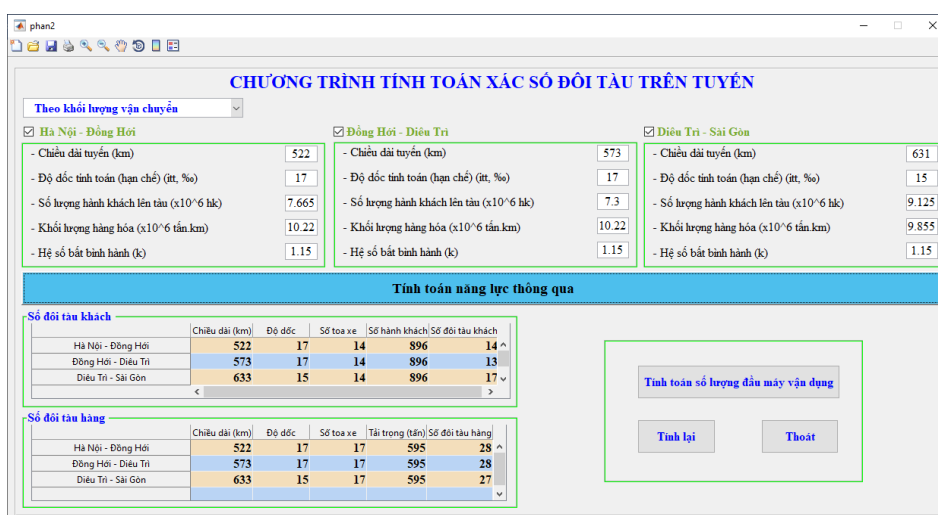 phan2
CHƯƠNG TRÌNH TÍNH TOÁN XÁC SỐ ĐÔI TÀU TRÊN TUYẾN
Theo khối lượng vận chuyển
Hà Nội - Đồng Hới
- Chiều dài tuyến (km) 522
- Độ dốc tính toán (hạn chế) (itt, ‰) 17
- Số lượng hành khách lên tàu (x10^6 hk) 7.665
- Khối lượng hàng hóa (x10^6 tấn.km) 10.22
- Hệ số bất bình hành (k) 1.15
Đồng Hới - Diêu Trì
- Chiều dài tuyến (km) 573
- Độ dốc tính toán (hạn chế) (itt, ‰) 17
- Số lượng hành khách lên tàu (x10^6 hk) 7.3
- Khối lượng hàng hóa (x10^6 tấn.km) 10.22
- Hệ số bất bình hành (k) 1.15
Diêu Trì - Sài Gòn
- Chiều dài tuyến (km) 631
- Độ dốc tính toán (hạn chế) (itt, ‰) 15
- Số lượng hành khách lên tàu (x10^6 hk) 9.125
- Khối lượng hàng hóa (x10^6 tấn.km) 9.855
- Hệ số bất bình hành (k) 1.15
Tính toán năng lực thông qua
Số đôi tàu khách
Chiều dài (km) Độ dốc Số toa xe Số hành khách Số đôi tàu khách
Hà Nội - Đồng Hới 522 17 14 896 14
Đồng Hới - Diêu Trì 573 17 14 896 13
Diêu Trì - Sài Gòn 633 15 14 896 17
Số đôi tàu hàng
Chiều dài (km) Độ dốc Số toa xe Tải trọng (tấn) Số đôi tàu hàng
Hà Nội - Đồng Hới 522 17 17 595 28
Đồng Hới - Diêu Trì 573 17 17 595 28
Diêu Trì - Sài Gòn 633 15 17 595 27
Tính toán số lượng đầu máy vận dụng
Tính lại
Thoát